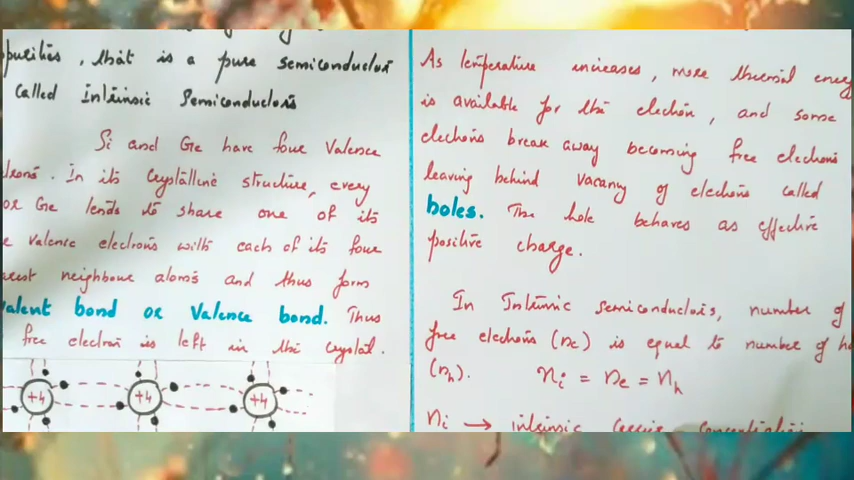 purities, that is a pure semiconductor
called Intrinsic Semiconductors
Si and Ge have four Valence
In its crystalline structure, every
or Ge tends to share one of its
valence electrons with each of its four
neighbour atoms and thus form
valent bond or Valence bond. Thus
free electron is left in the crystal.
+4 +4 +4
As temperature increases, more thermal energy
is available for the electron, and some
electrons break away becoming free electrons
leaving behind vacancy of electrons called
holes. The hole behaves as effective
positive charge.
In Intrinsic semiconductors, number of
free electrons (ne) is equal to number of h
(nh). ni = ne = nh
ni → intrinsic carrier concentration